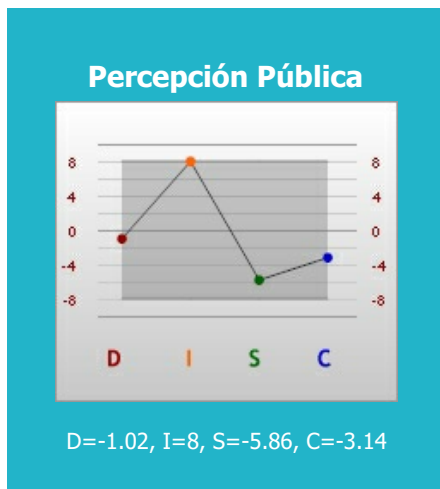 Percepción Pública
8 8
4 4
0 0
-4 -4
-8 -8
D I S C
D=-1.02, I=8, S=-5.86, C=-3.14